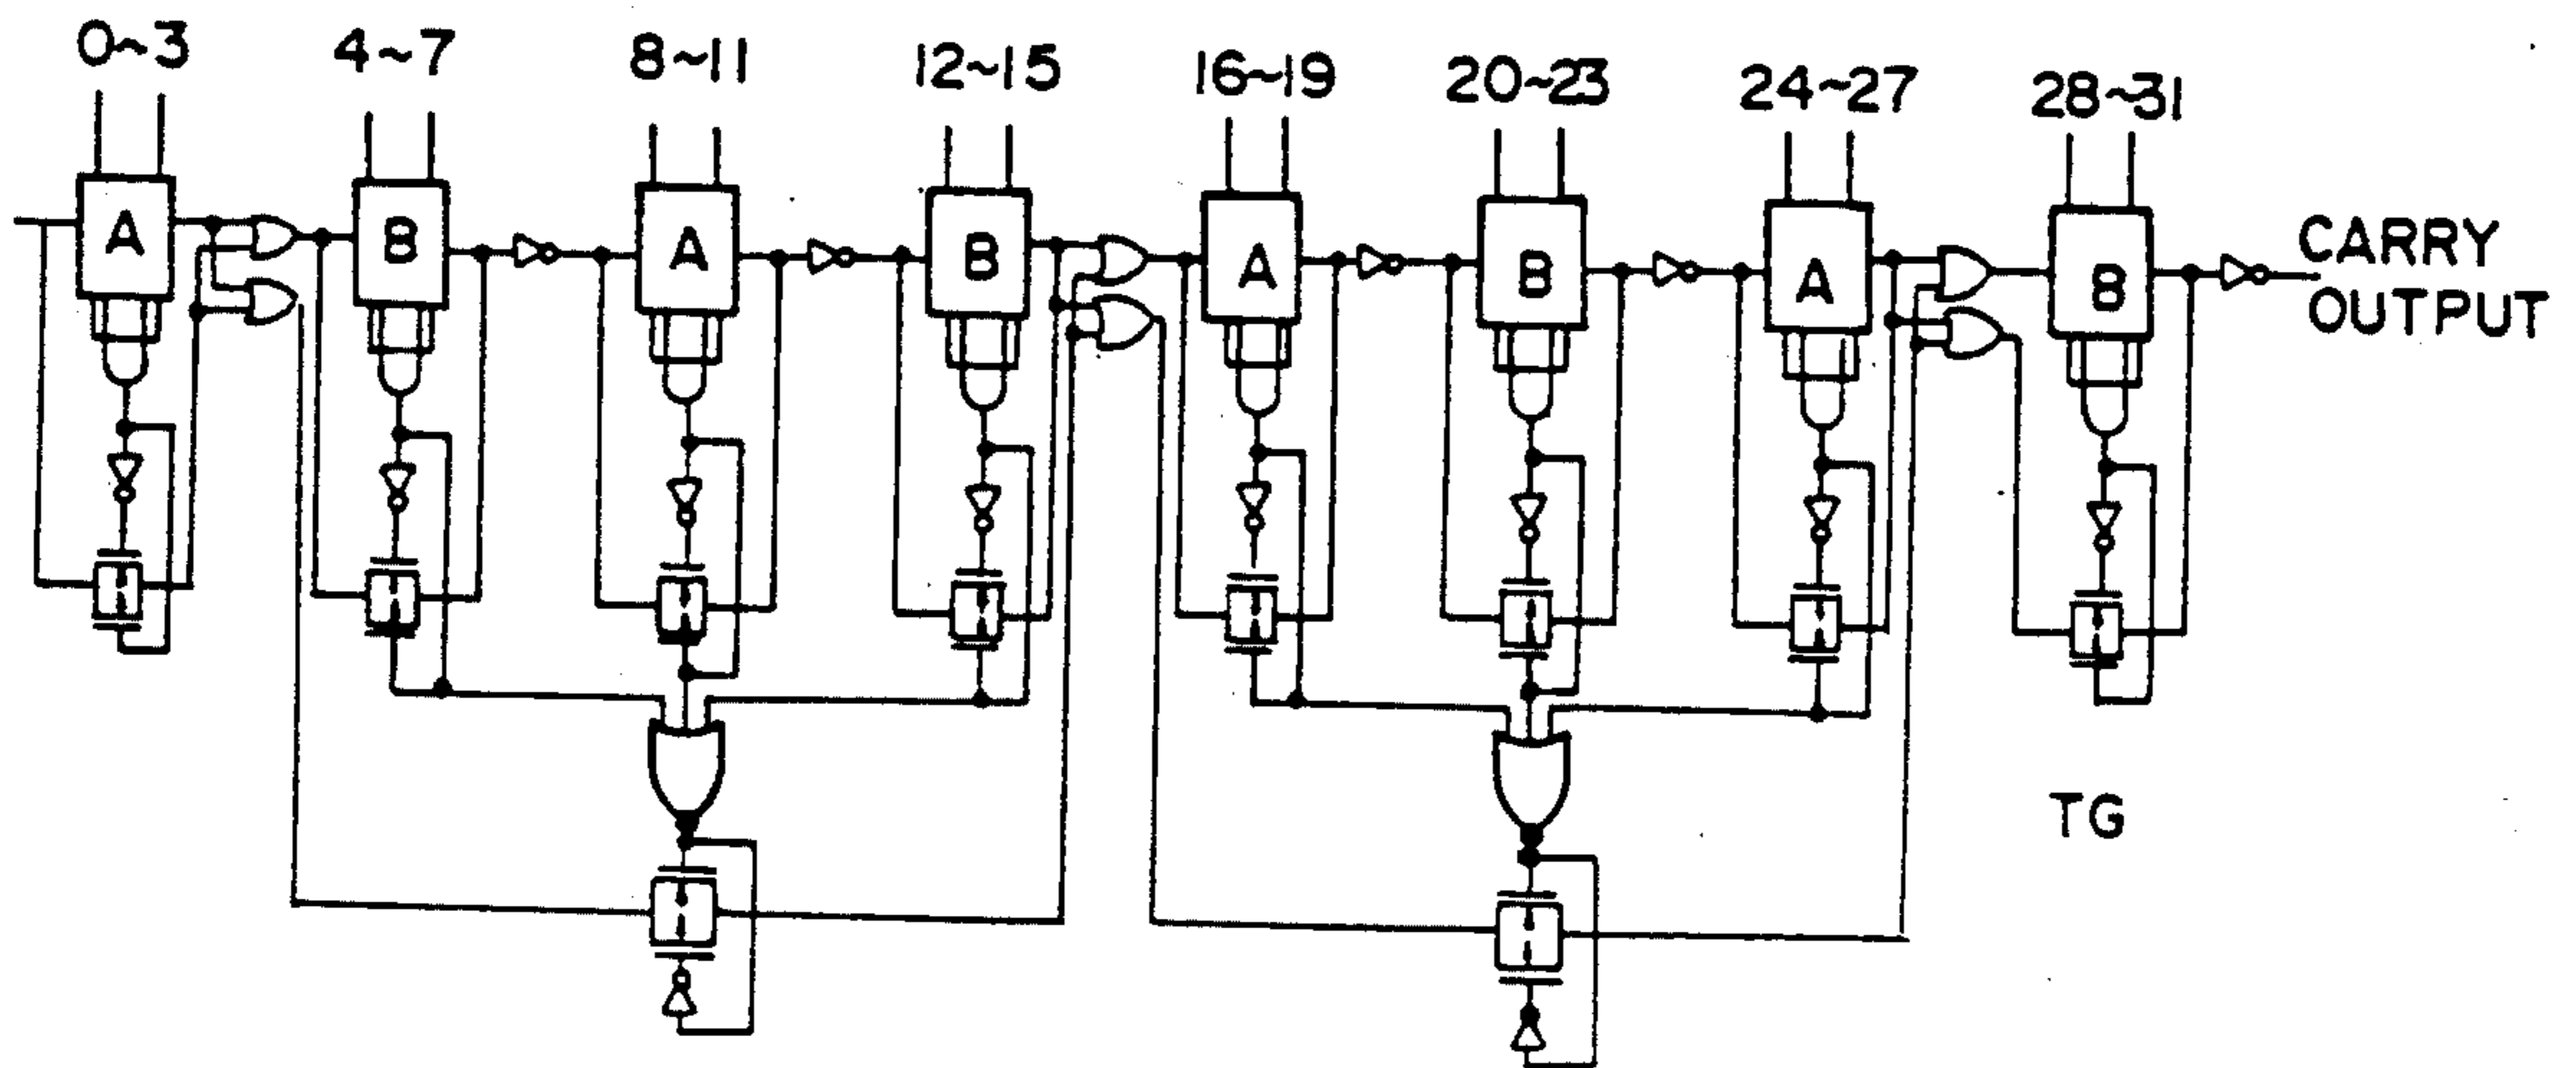 0~3 4~7 8~11 12~15 16~19 20~23 24~27 28~31
A B A B A B A B
CARRY
OUTPUT
TG